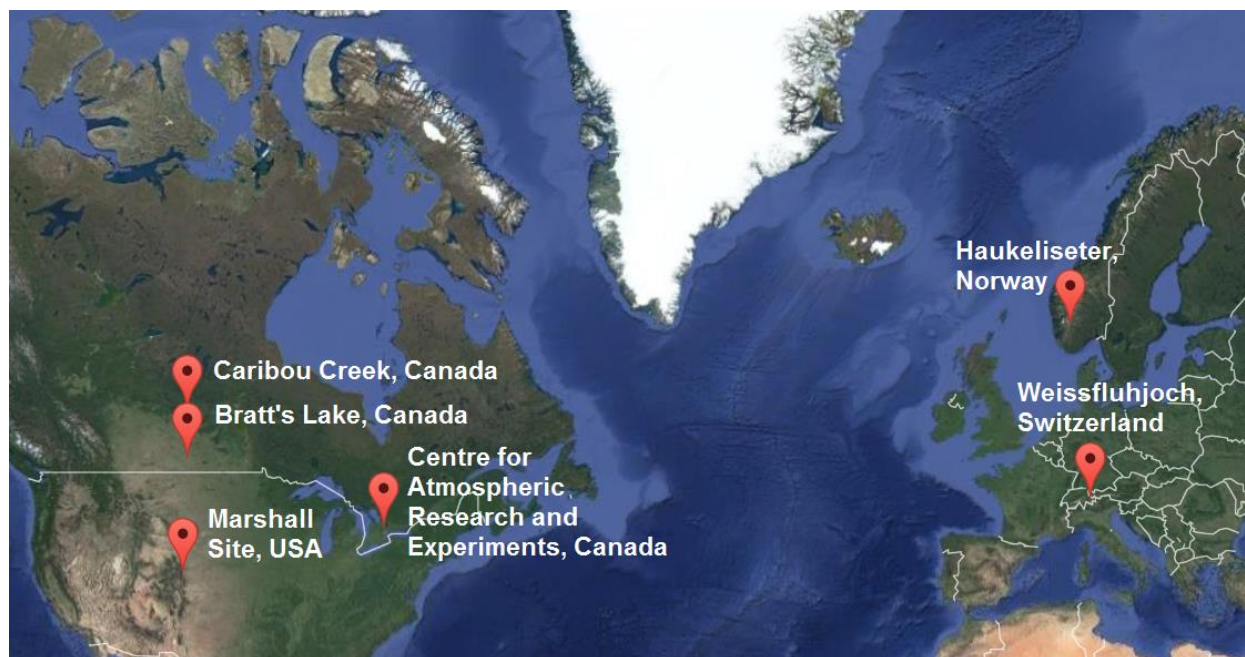 Haukeliseter,
Norway
Caribou Creek, Canada
Bratt's Lake, Canada
Weissfluhjoch,
Switzerland
Centre for
Atmospheric
Research and
Experiments, Canada
Marshall
Site, USA